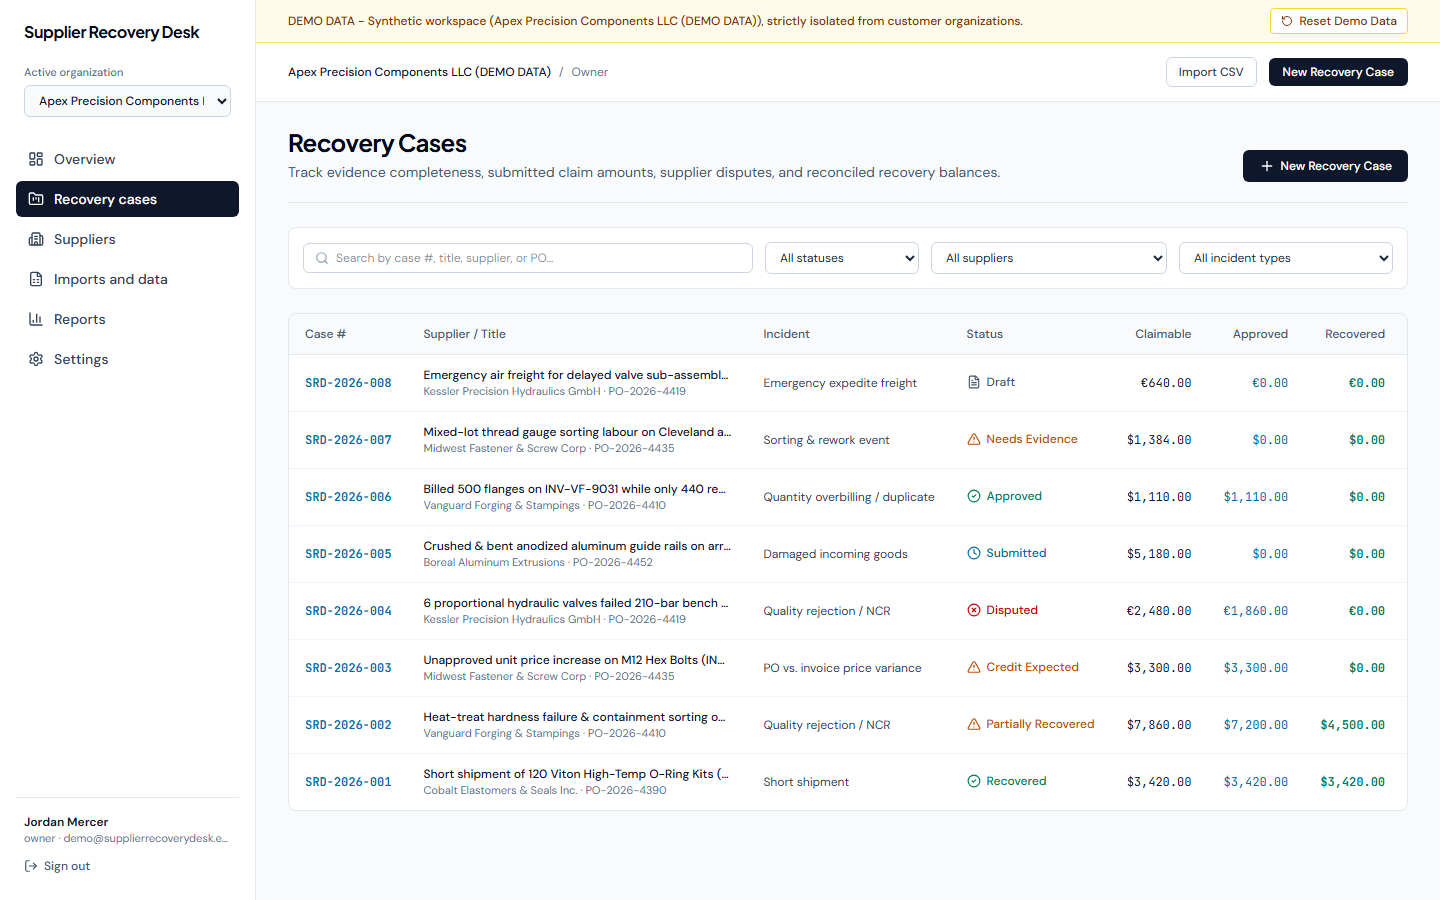 Supplier Recovery Desk
Active organization
Apex Precision Components
Overview
Recovery cases
Suppliers
Imports and data
Reports
Settings
Jordan Mercer
owner · demo@supplierrecoverydesk.e…
Sign out
DEMO DATA – Synthetic workspace (Apex Precision Components LLC (DEMO DATA)), strictly isolated from customer organizations.
Reset Demo Data
Apex Precision Components LLC (DEMO DATA) / Owner
Import CSV
New Recovery Case
Recovery Cases
Track evidence completeness, submitted claim amounts, supplier disputes, and reconciled recovery balances.
New Recovery Case
Search by case #, title, supplier, or PO…
All statuses
All suppliers
All incident types
Case # Supplier / Title Incident Status Claimable Approved Recovered
SRD-2026-008 Emergency air freight for delayed valve sub-assembl… Emergency expedite freight Draft €640.00 €0.00 €0.00
Kessler Precision Hydraulics GmbH · PO-2026-4419
SRD-2026-007 Mixed-lot thread gauge sorting labour on Cleveland a… Sorting & rework event Needs Evidence $1,384.00 $0.00 $0.00
Midwest Fastener & Screw Corp · PO-2026-4435
SRD-2026-006 Billed 500 flanges on INV-VF-9031 while only 440 re… Quantity overbilling / duplicate Approved $1,110.00 $1,110.00 $0.00
Vanguard Forging & Stampings · PO-2026-4410
SRD-2026-005 Crushed & bent anodized aluminum guide rails on arr… Damaged incoming goods Submitted $5,180.00 $0.00 $0.00
Boreal Aluminum Extrusions · PO-2026-4452
SRD-2026-004 6 proportional hydraulic valves failed 210-bar bench … Quality rejection / NCR Disputed €2,480.00 €1,860.00 €0.00
Kessler Precision Hydraulics GmbH · PO-2026-4419
SRD-2026-003 Unapproved unit price increase on M12 Hex Bolts (IN… PO vs. invoice price variance Credit Expected $3,300.00 $3,300.00 $0.00
Midwest Fastener & Screw Corp · PO-2026-4435
SRD-2026-002 Heat-treat hardness failure & containment sorting o… Quality rejection / NCR Partially Recovered $7,860.00 $7,200.00 $4,500.00
Vanguard Forging & Stampings · PO-2026-4410
SRD-2026-001 Short shipment of 120 Viton High-Temp O-Ring Kits (… Short shipment Recovered $3,420.00 $3,420.00 $3,420.00
Cobalt Elastomers & Seals Inc. · PO-2026-4390